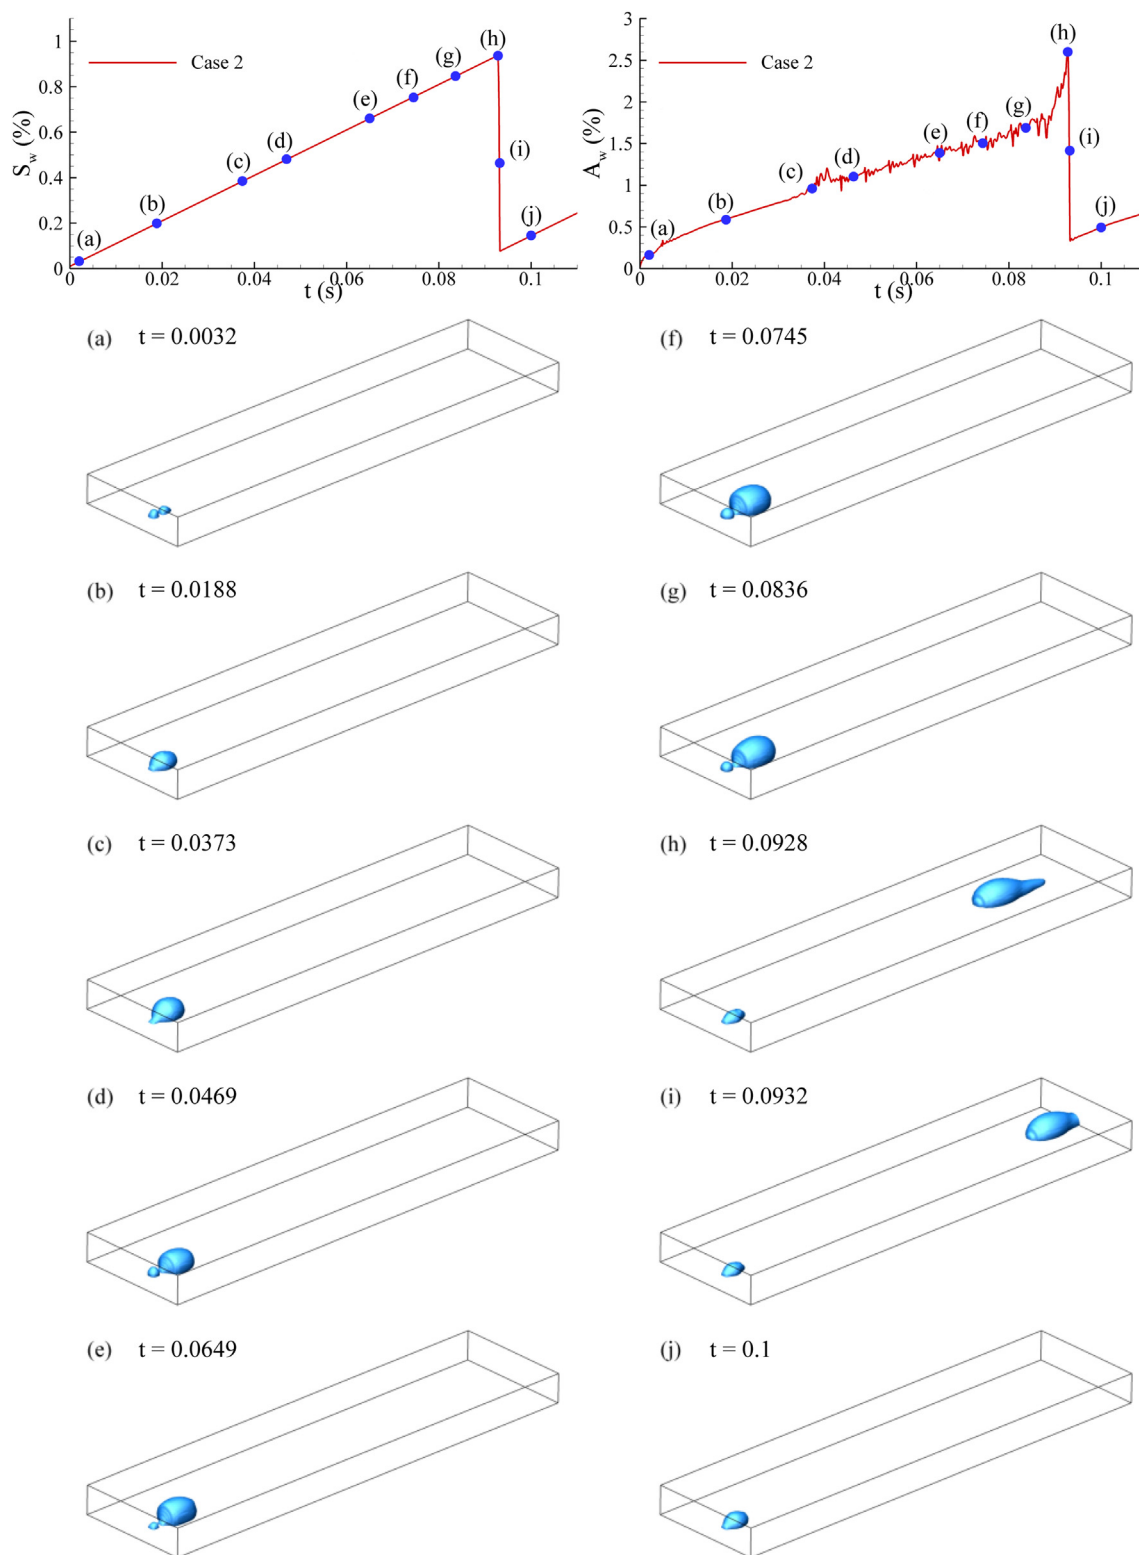 S_w (%)
1
0.8
0.6
0.4
0.2
0
0
0.02
0.04
0.06
0.08
0.1
t (s)
Case 2
(a)
(b)
(c)
(d)
(e)
(f)
(g)
(h)
(i)
(j)
A_w (%)
3
2.5
2
1.5
1
0.5
0
0
0.02
0.04
0.06
0.08
0.1
t (s)
Case 2
(a)
(b)
(c)
(d)
(e)
(f)
(g)
(h)
(i)
(j)
(a) t = 0.0032
(f) t = 0.0745
(b) t = 0.0188
(g) t = 0.0836
(c) t = 0.0373
(h) t = 0.0928
(d) t = 0.0469
(i) t = 0.0932
(e) t = 0.0649
(j) t = 0.1